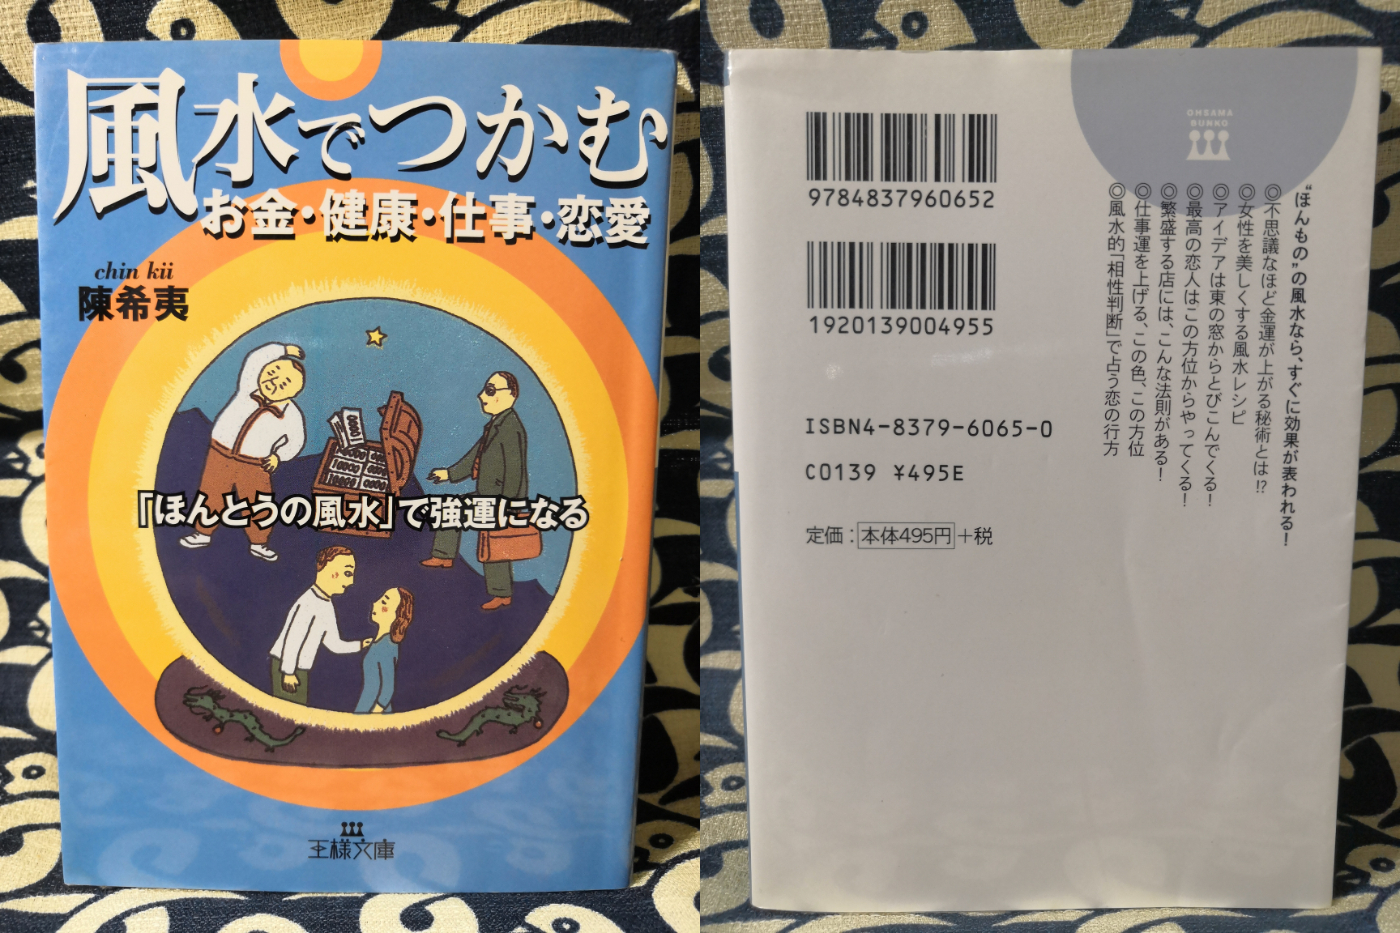 風水でつかむ
お金・健康・仕事・恋愛
chin kii
陳希夷
「ほんとうの風水」で強運になる
王様文庫
9784837960652
1920139004955
ISBN4-8379-6065-0
C0139 ¥495E
定価：本体495円+税
OHSAMA
BUNKO
“ほんもの”の風水なら、すぐに効果が表われる！
◎不思議なほど金運が上がる秘術とは!?
◎女性を美しくする風水レシピ
◎アイデアは東の窓からとびこんでくる！
◎最高の恋人はこの方位からやってくる！
◎繁盛する店には、こんな法則がある！
◎仕事運を上げる、この色、この方位
◎風水的「相性判断」で占う恋の行方